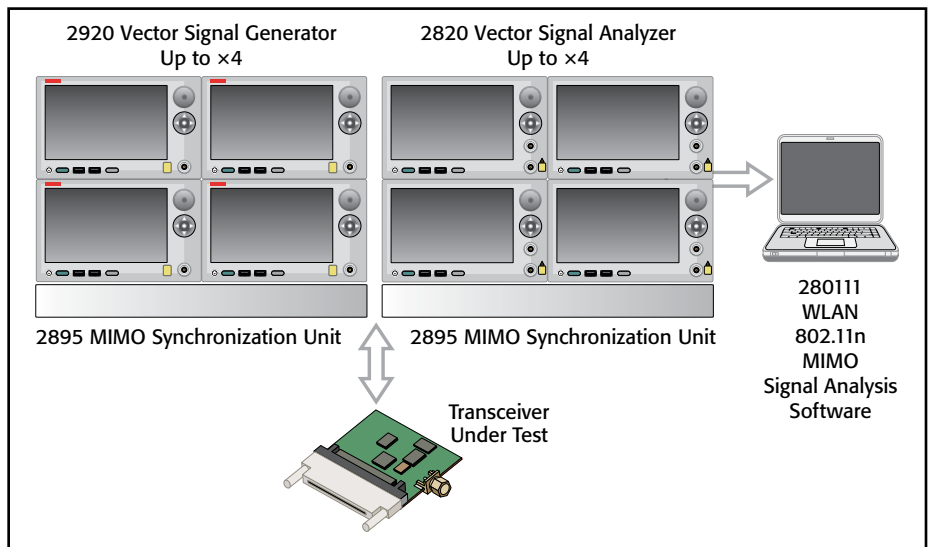 2920 Vector Signal Generator
Up to ×4
2820 Vector Signal Analyzer
Up to ×4
2895 MIMO Synchronization Unit
2895 MIMO Synchronization Unit
280111
WLAN
802.11n
MIMO
Signal Analysis
Software
Transceiver
Under Test